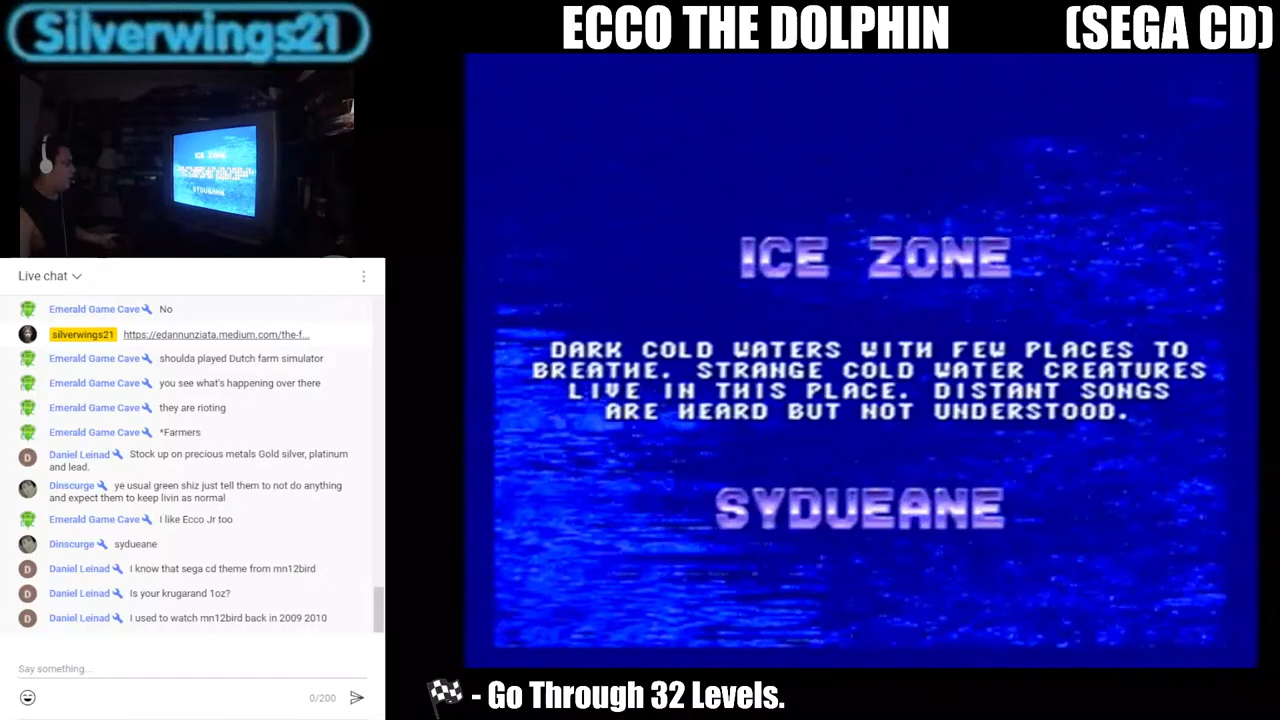 Silverwings21
ECCO THE DOLPHIN (SEGA CD)
ICE ZONE
SYDUEANE
Live chat
Emerald Game Cave No
silverwings21 https://edannunziata.medium.com/the-f...
Emerald Game Cave shoulda played Dutch farm simulator
Emerald Game Cave you see what's happening over there
Emerald Game Cave they are rioting
Emerald Game Cave *Farmers
D Daniel Leinad Stock up on precious metals Gold silver, platinum
and lead.
Dinscurge ye usual green shiz just tell them to not do anything
and expect them to keep livin as normal
Emerald Game Cave I like Ecco Jr too
Dinscurge sydueane
D Daniel Leinad I know that sega cd theme from mn12bird
D Daniel Leinad Is your krugarand 1oz?
D Daniel Leinad I used to watch mn12bird back in 2009 2010
Say something...
0/200
ICE ZONE
DARK COLD WATERS WITH FEW PLACES TO
BREATHE. STRANGE COLD WATER CREATURES
LIVE IN THIS PLACE. DISTANT SONGS
ARE HEARD BUT NOT UNDERSTOOD.
SYDUEANE
- Go Through 32 Levels.